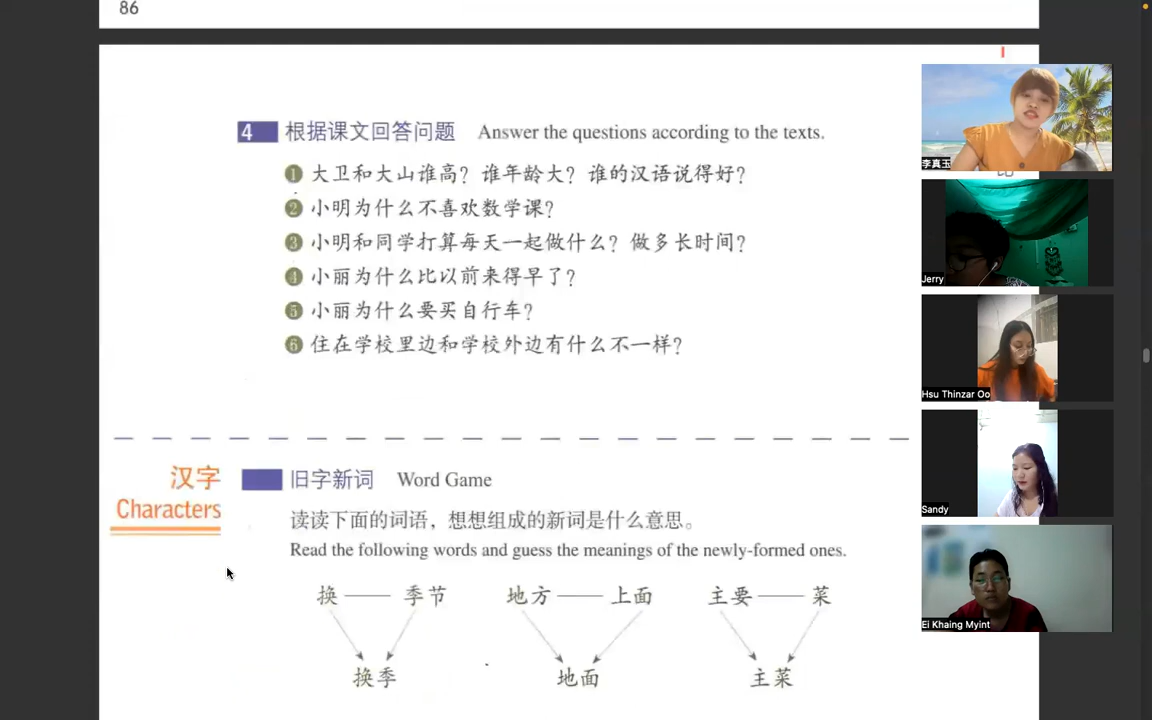 86
4 根据课文回答问题 Answer the questions according to the texts.
1 大卫和大山谁高？谁年龄大？谁的汉语说得好？
2 小明为什么不喜欢数学课？
3 小明和同学打算每天一起做什么？做多长时间？
4 小丽为什么比以前来得早了？
5 小丽为什么要买自行车？
6 住在学校里边和学校外边有什么不一样？
汉字
Characters
旧字新词 Word Game
读读下面的词语，想想组成的新词是什么意思。
Read the following words and guess the meanings of the newly-formed ones.
换 季节 地方 上面 主要 菜
换季 地面 主菜
李真玉
Jerry
Hsu Thinzar Oo
Sandy
Ei Khaing Myint